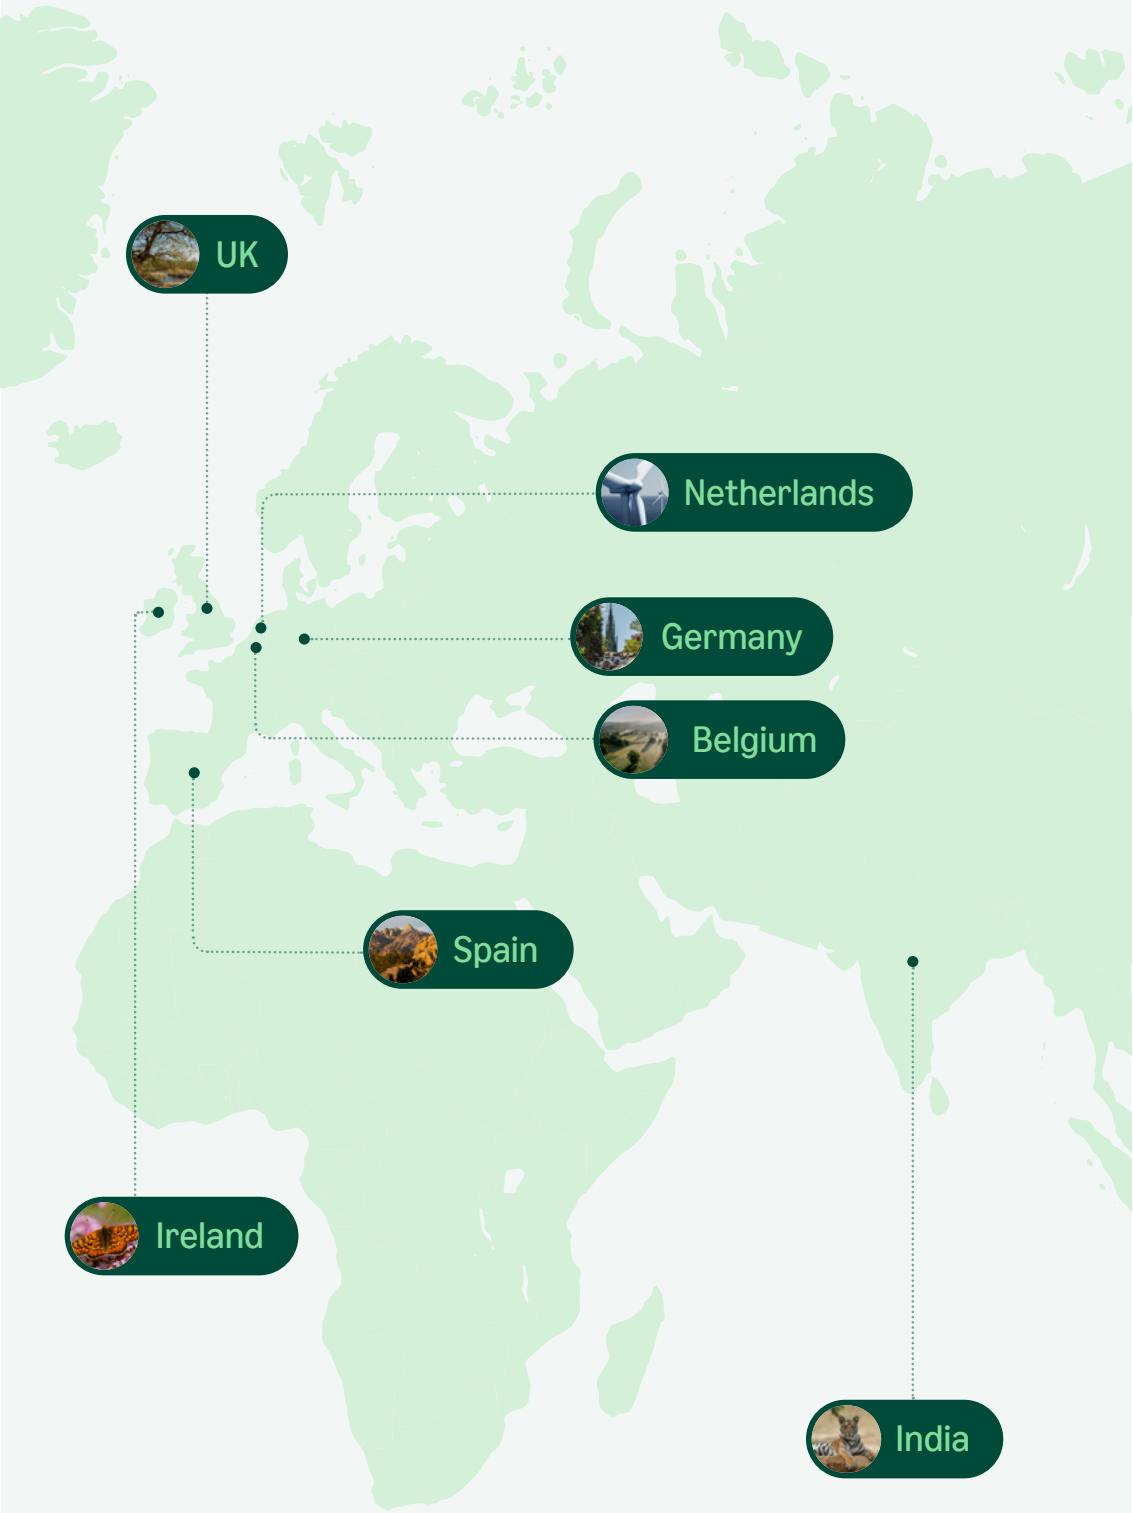 UK
Netherlands
Germany
Belgium
Spain
Ireland
India